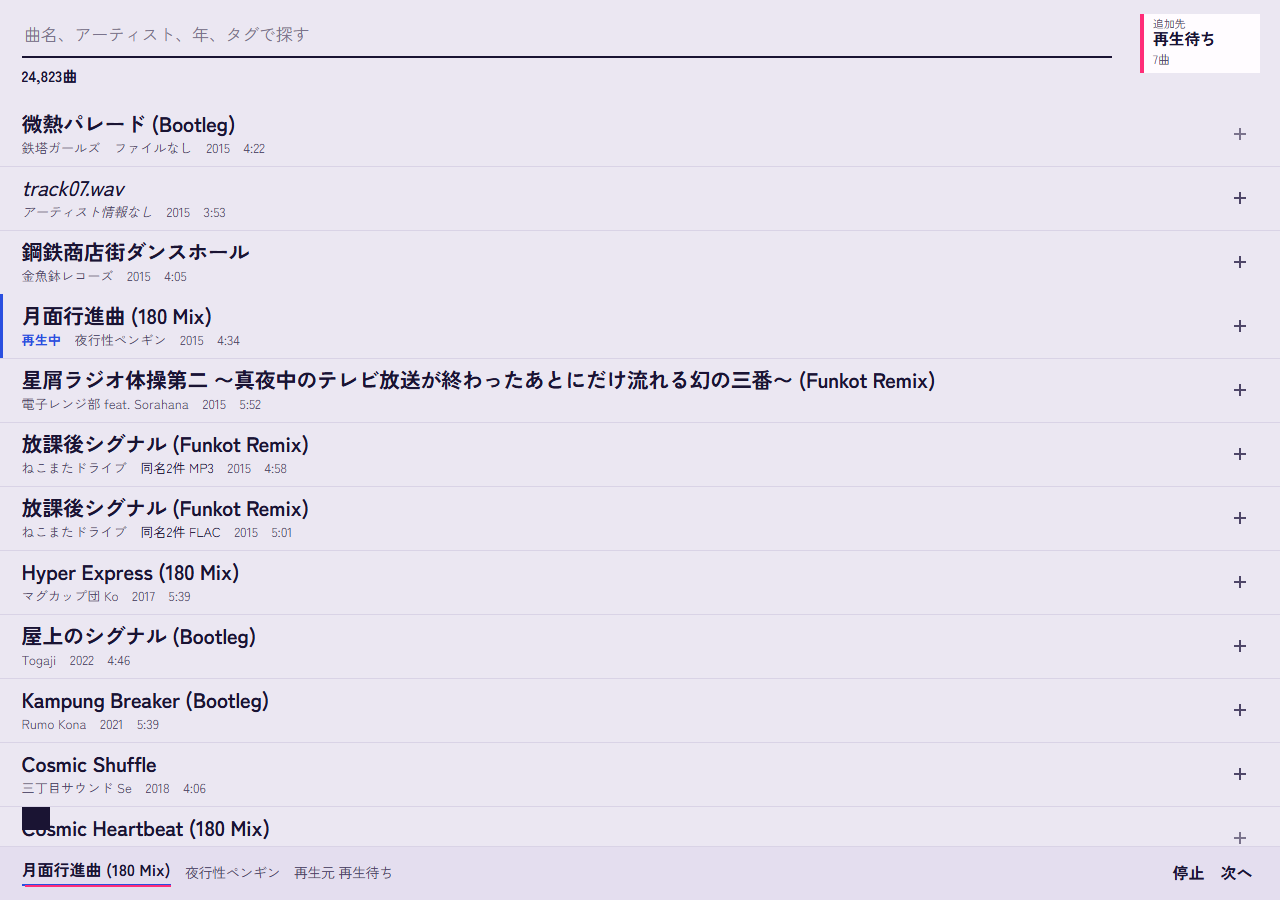 曲名、アーティスト、年、タグで探す
追加先
再生待ち
7曲
24,823曲
微熱パレード (Bootleg)
鉄塔ガールズ ファイルなし 2015 4:22
track07.wav
アーティスト情報なし 2015 3:53
鋼鉄商店街ダンスホール
金魚鉢レコーズ 2015 4:05
月面行進曲 (180 Mix)
再生中 夜行性ペンギン 2015 4:34
星屑ラジオ体操第二 〜真夜中のテレビ放送が終わったあとにだけ流れる幻の三番〜 (Funkot Remix)
電子レンジ部 feat. Sorahana 2015 5:52
放課後シグナル (Funkot Remix)
ねこまたドライブ 同名2件 MP3 2015 4:58
放課後シグナル (Funkot Remix)
ねこまたドライブ 同名2件 FLAC 2015 5:01
Hyper Express (180 Mix)
マグカップ団 Ko 2017 5:39
屋上のシグナル (Bootleg)
Togaji 2022 4:46
Kampung Breaker (Bootleg)
Rumo Kona 2021 5:39
Cosmic Shuffle
三丁目サウンド Se 2018 4:06
Cosmic Heartbeat (180 Mix)
月面行進曲 (180 Mix) 夜行性ペンギン 再生元 再生待ち 停止 次へ